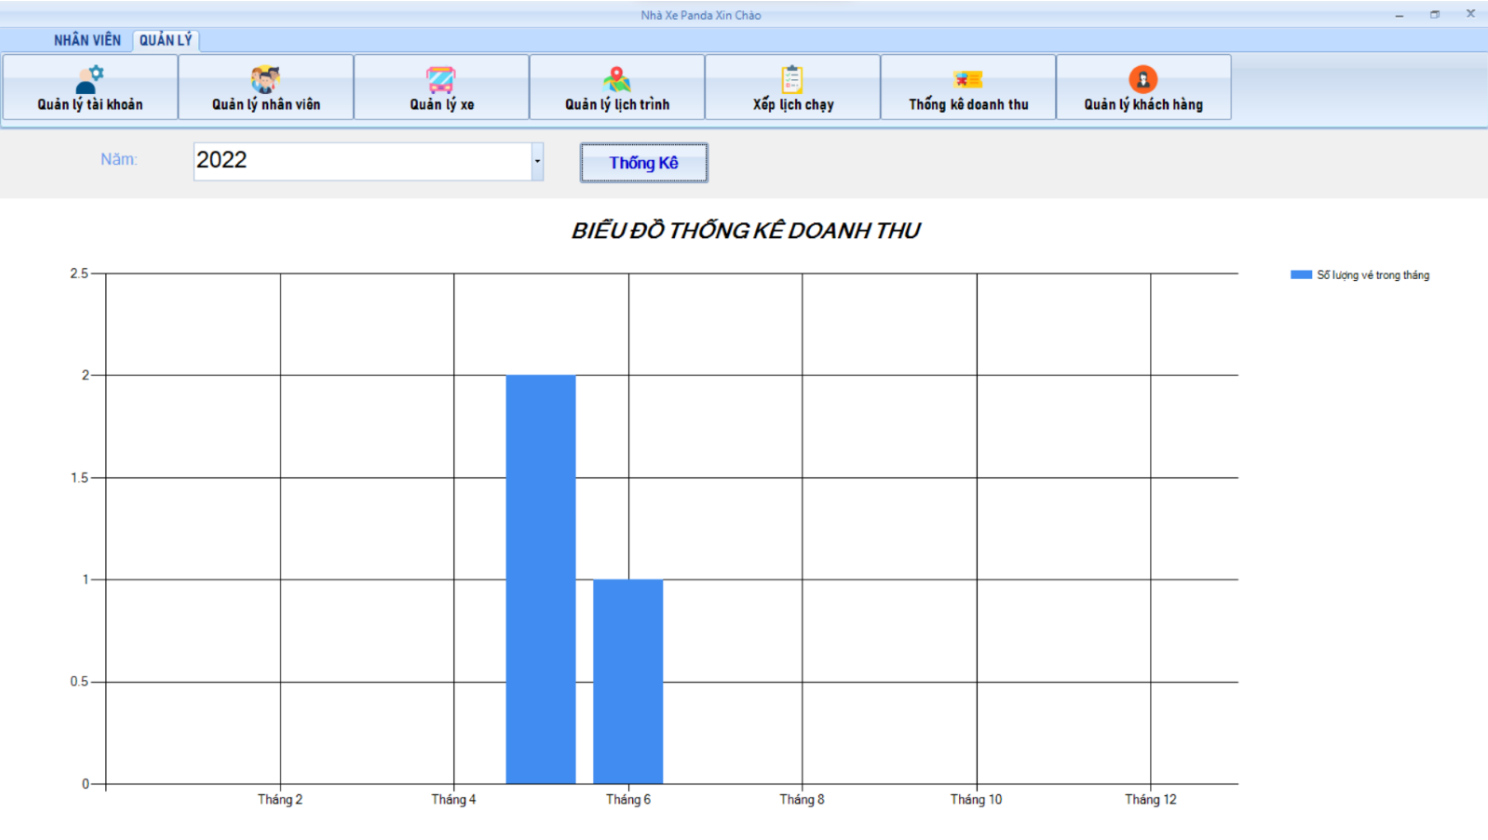 Nhà Xe Panda Xin Chào
NHÂN VIÊN QUẢN LÝ
Quản lý tài khoản Quản lý nhân viên Quản lý xe Quản lý lịch trình Xếp lịch chạy Thống kê doanh thu Quản lý khách hàng
Năm: 2022 Thống Kê
BIỂU ĐỒ THỐNG KÊ DOANH THU
Số lượng vé trong tháng
2.5
2
1.5
1
0.5
0
Tháng 2 Tháng 4 Tháng 6 Tháng 8 Tháng 10 Tháng 12